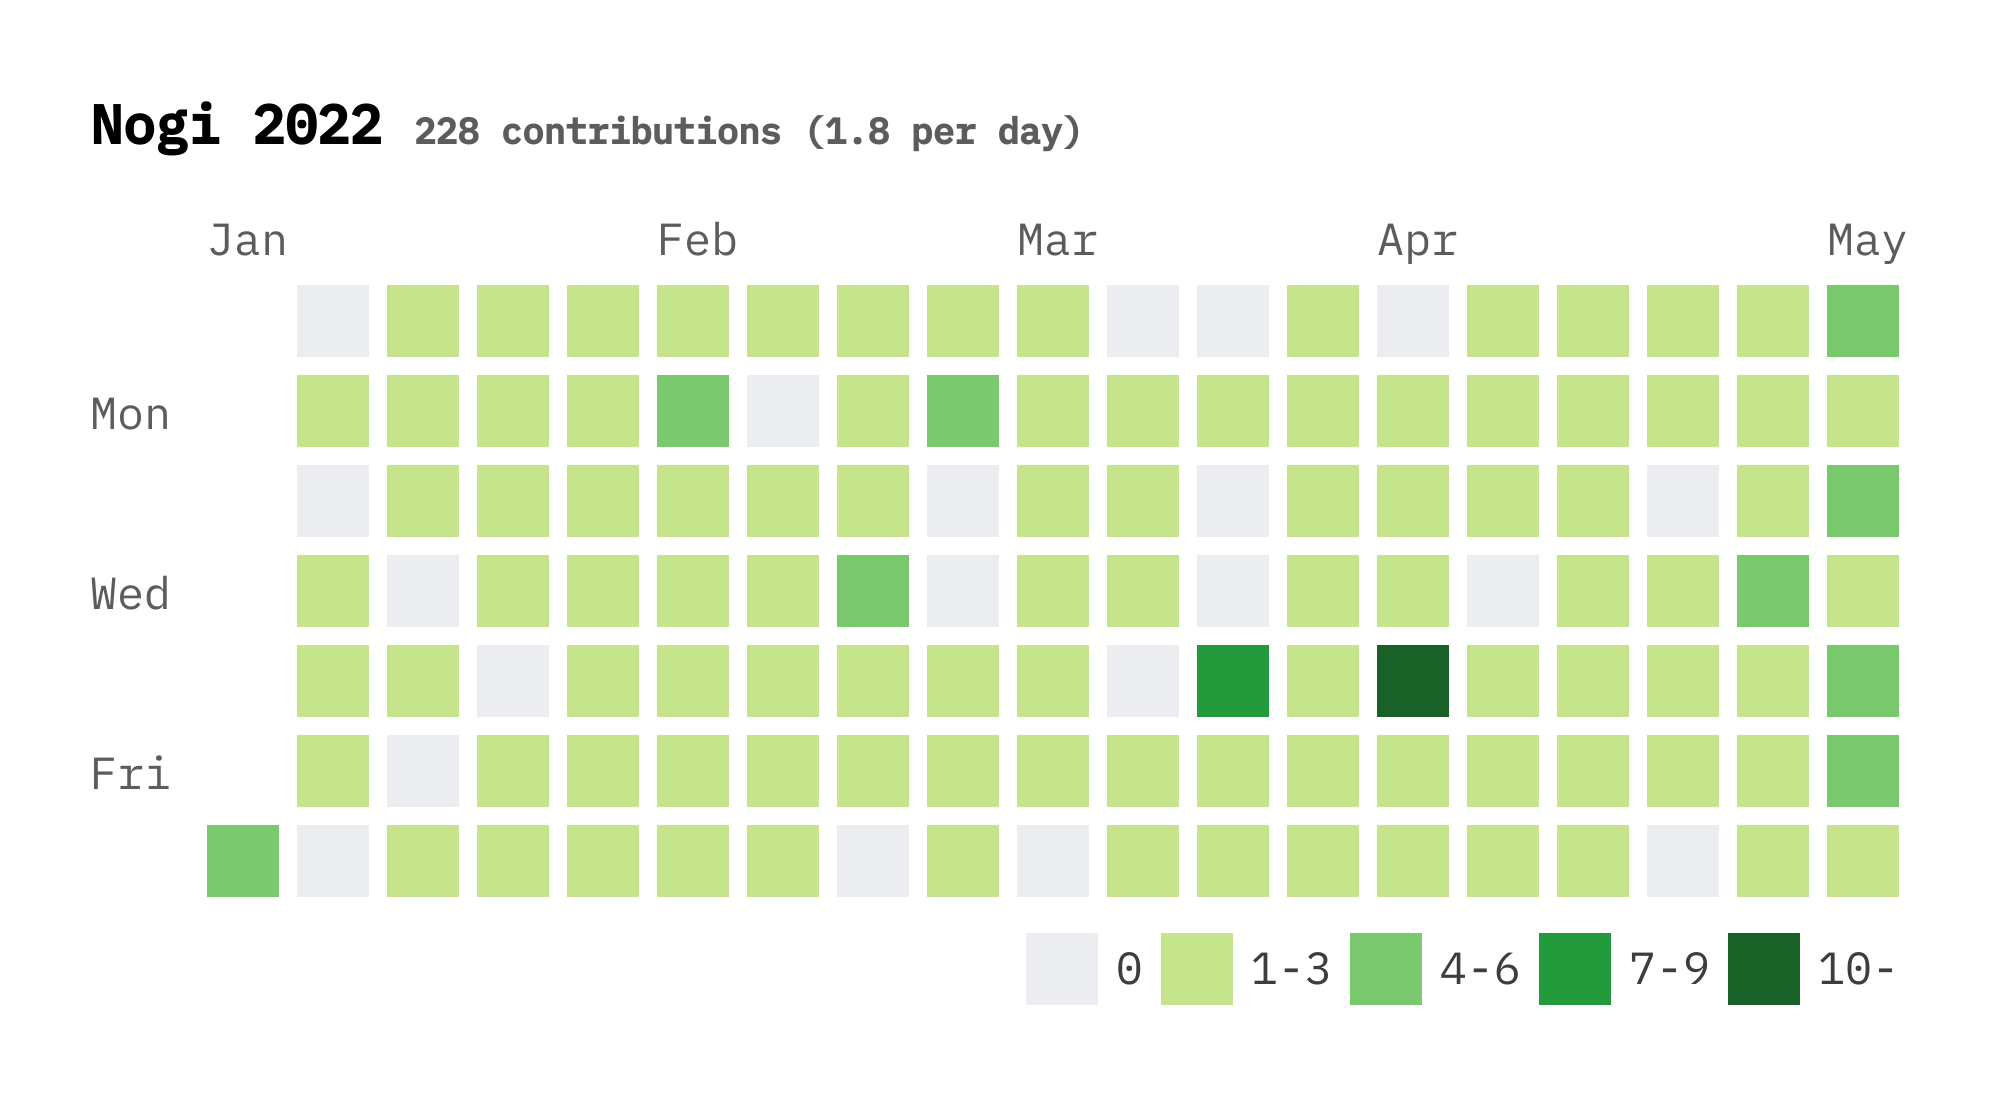 Nogi 2022 228 contributions (1.8 per day)
Jan Feb Mar Apr May
Mon
Wed
Fri
0 1-3 4-6 7-9 10-